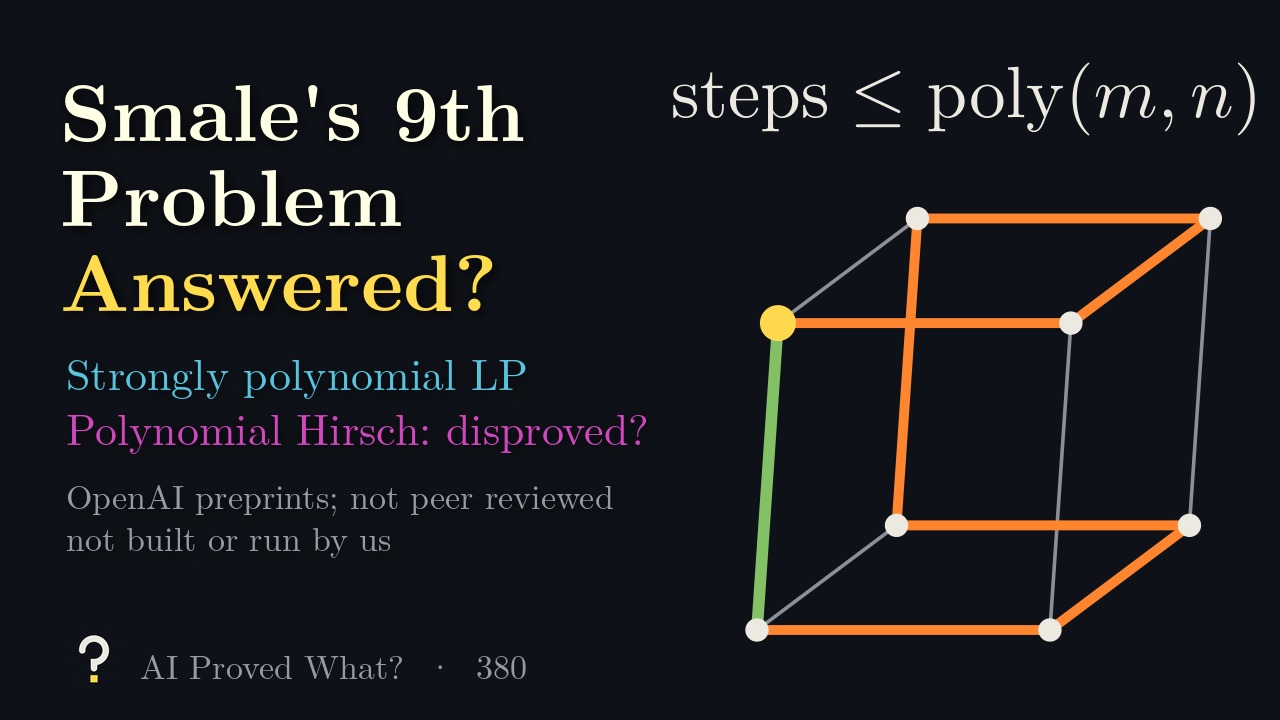 Smale's 9th
Problem
Answered?
steps ≤ poly(m, n)
Strongly polynomial LP
Polynomial Hirsch: disproved?
OpenAI preprints; not peer reviewed
not built or run by us
? AI Proved What? · 380